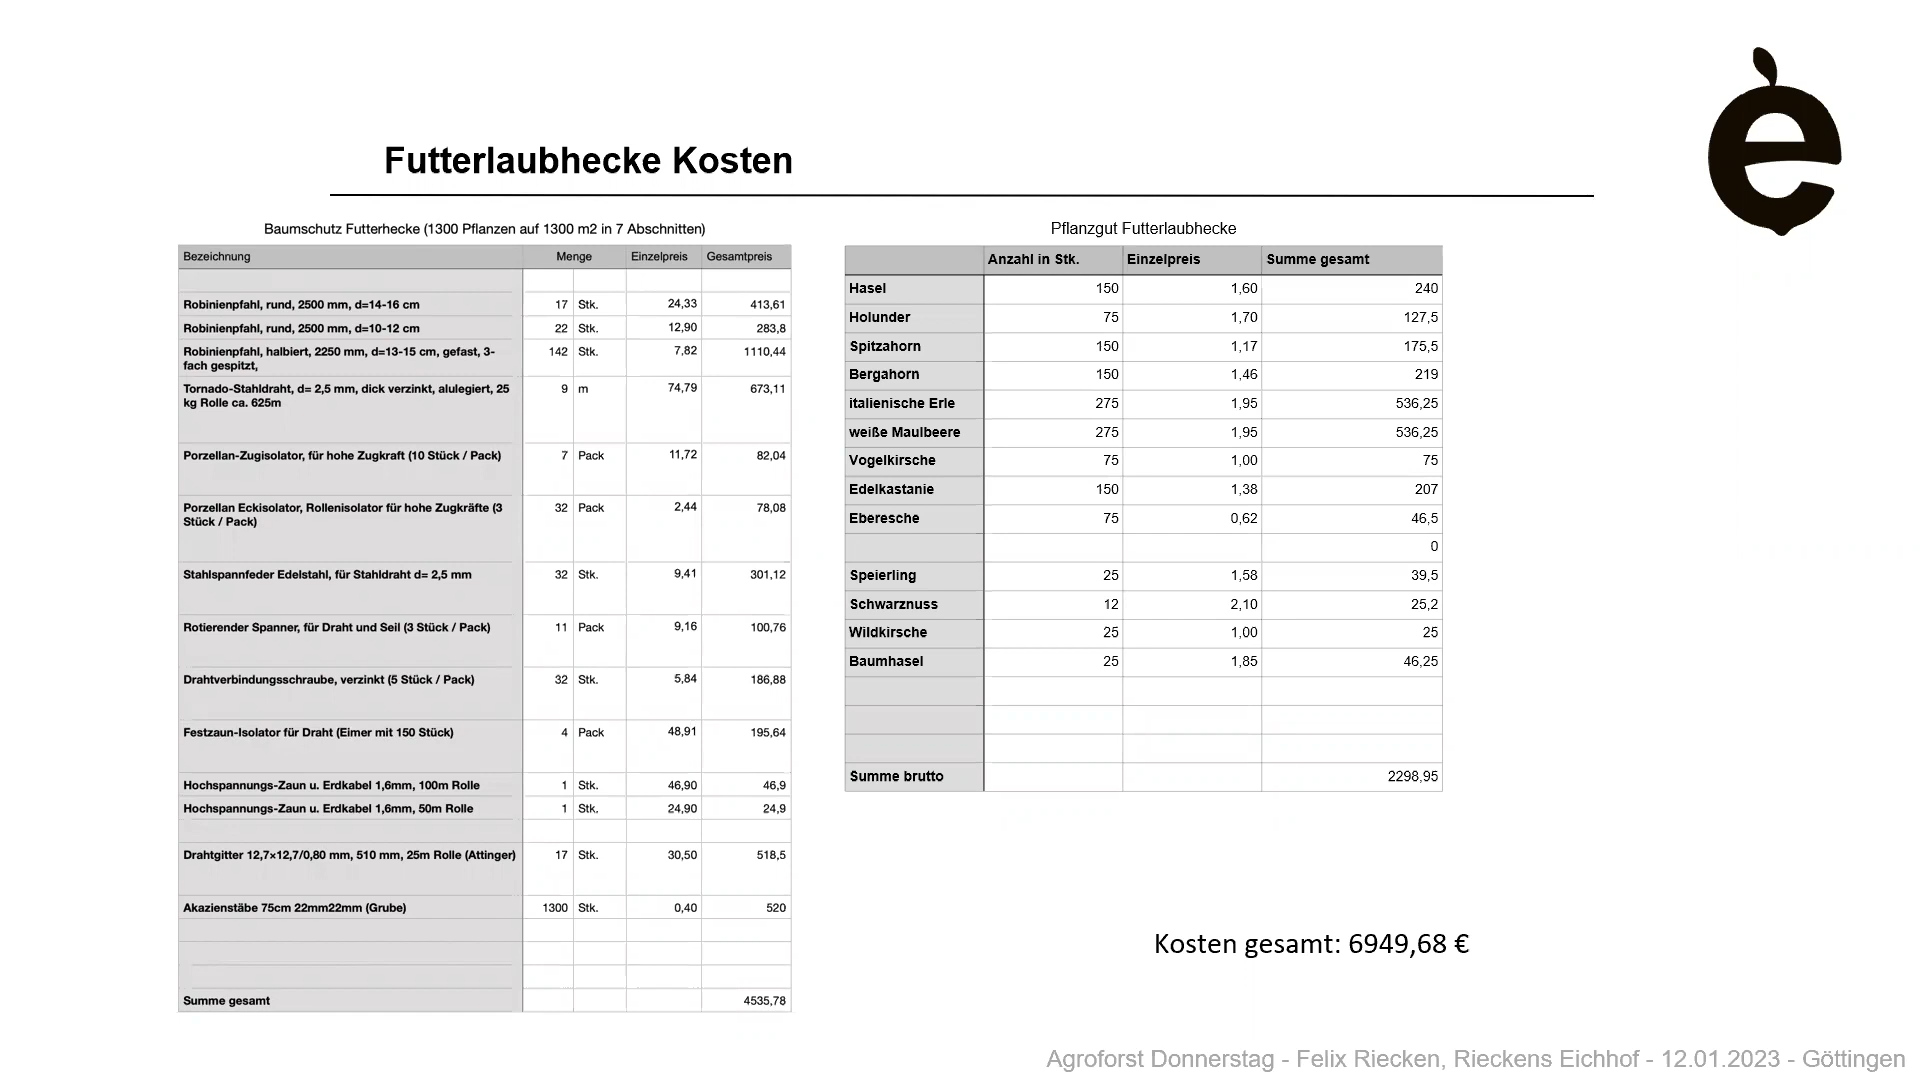 Futterlaubhecke Kosten
Baumschutz Futterhecke (1300 Pflanzen auf 1300 m2 in 7 Abschnitten)
Bezeichnung Menge Einzelpreis Gesamtpreis
Robinienpfahl, rund, 2500 mm, d=14-16 cm 17 Stk. 24,33 413,61
Robinienpfahl, rund, 2500 mm, d=10-12 cm 22 Stk. 12,90 283,8
Robinienpfahl, halbiert, 2250 mm, d=13-15 cm, gefast, 3- 142 Stk. 7,82 1110,44
fach gespitzt,
Tornado-Stahldraht, d= 2,5 mm, dick verzinkt, alulegiert, 25 9 m 74,79 673,11
kg Rolle ca. 625m
Porzellan-Zugisolator, für hohe Zugkraft (10 Stück / Pack) 7 Pack 11,72 82,04
Porzellan Eckisolator, Rollenisolator für hohe Zugkräfte (3 32 Pack 2,44 78,08
Stück / Pack)
Stahlspannfeder Edelstahl, für Stahldraht d= 2,5 mm 32 Stk. 9,41 301,12
Rotierender Spanner, für Draht und Seil (3 Stück / Pack) 11 Pack 9,16 100,76
Drahtverbindungsschraube, verzinkt (5 Stück / Pack) 32 Stk. 5,84 186,88
Festzaun-Isolator für Draht (Eimer mit 150 Stück) 4 Pack 48,91 195,64
Hochspannungs-Zaun u. Erdkabel 1,6mm, 100m Rolle 1 Stk. 46,90 46,9
Hochspannungs-Zaun u. Erdkabel 1,6mm, 50m Rolle 1 Stk. 24,90 24,9
Drahtgitter 12,7×12,7/0,80 mm, 510 mm, 25m Rolle (Attinger) 17 Stk. 30,50 518,5
Akazienstäbe 75cm 22mm22mm (Grube) 1300 Stk. 0,40 520
Summe gesamt 4535,78
Pflanzgut Futterlaubhecke
Anzahl in Stk. Einzelpreis Summe gesamt
Hasel 150 1,60 240
Holunder 75 1,70 127,5
Spitzahorn 150 1,17 175,5
Bergahorn 150 1,46 219
italienische Erle 275 1,95 536,25
weiße Maulbeere 275 1,95 536,25
Vogelkirsche 75 1,00 75
Edelkastanie 150 1,38 207
Eberesche 75 0,62 46,5
0
Speierling 25 1,58 39,5
Schwarznuss 12 2,10 25,2
Wildkirsche 25 1,00 25
Baumhasel 25 1,85 46,25
Summe brutto 2298,95
Kosten gesamt: 6949,68 €
Agroforst Donnerstag - Felix Riecken, Rieckens Eichhof - 12.01.2023 - Göttingen